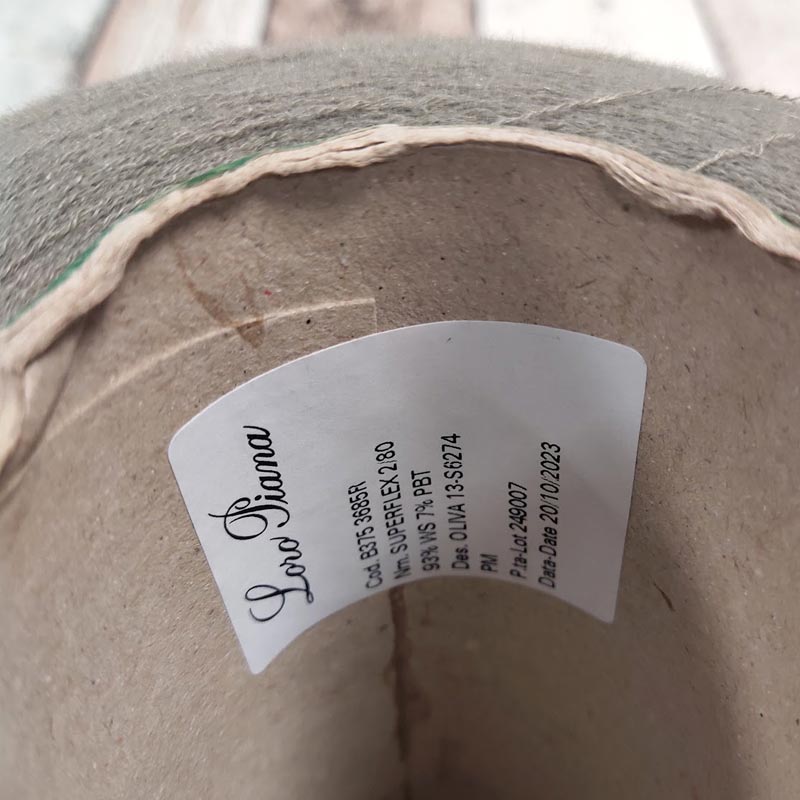 Loro Piana
Cod. B375 3685R
Nm. SUPERFLEX 2/80
93% WS 7% PBT
Des. OLIVA 13-S6274
PM
P.ta-Lot 249007
Data-Date 20/10/2023